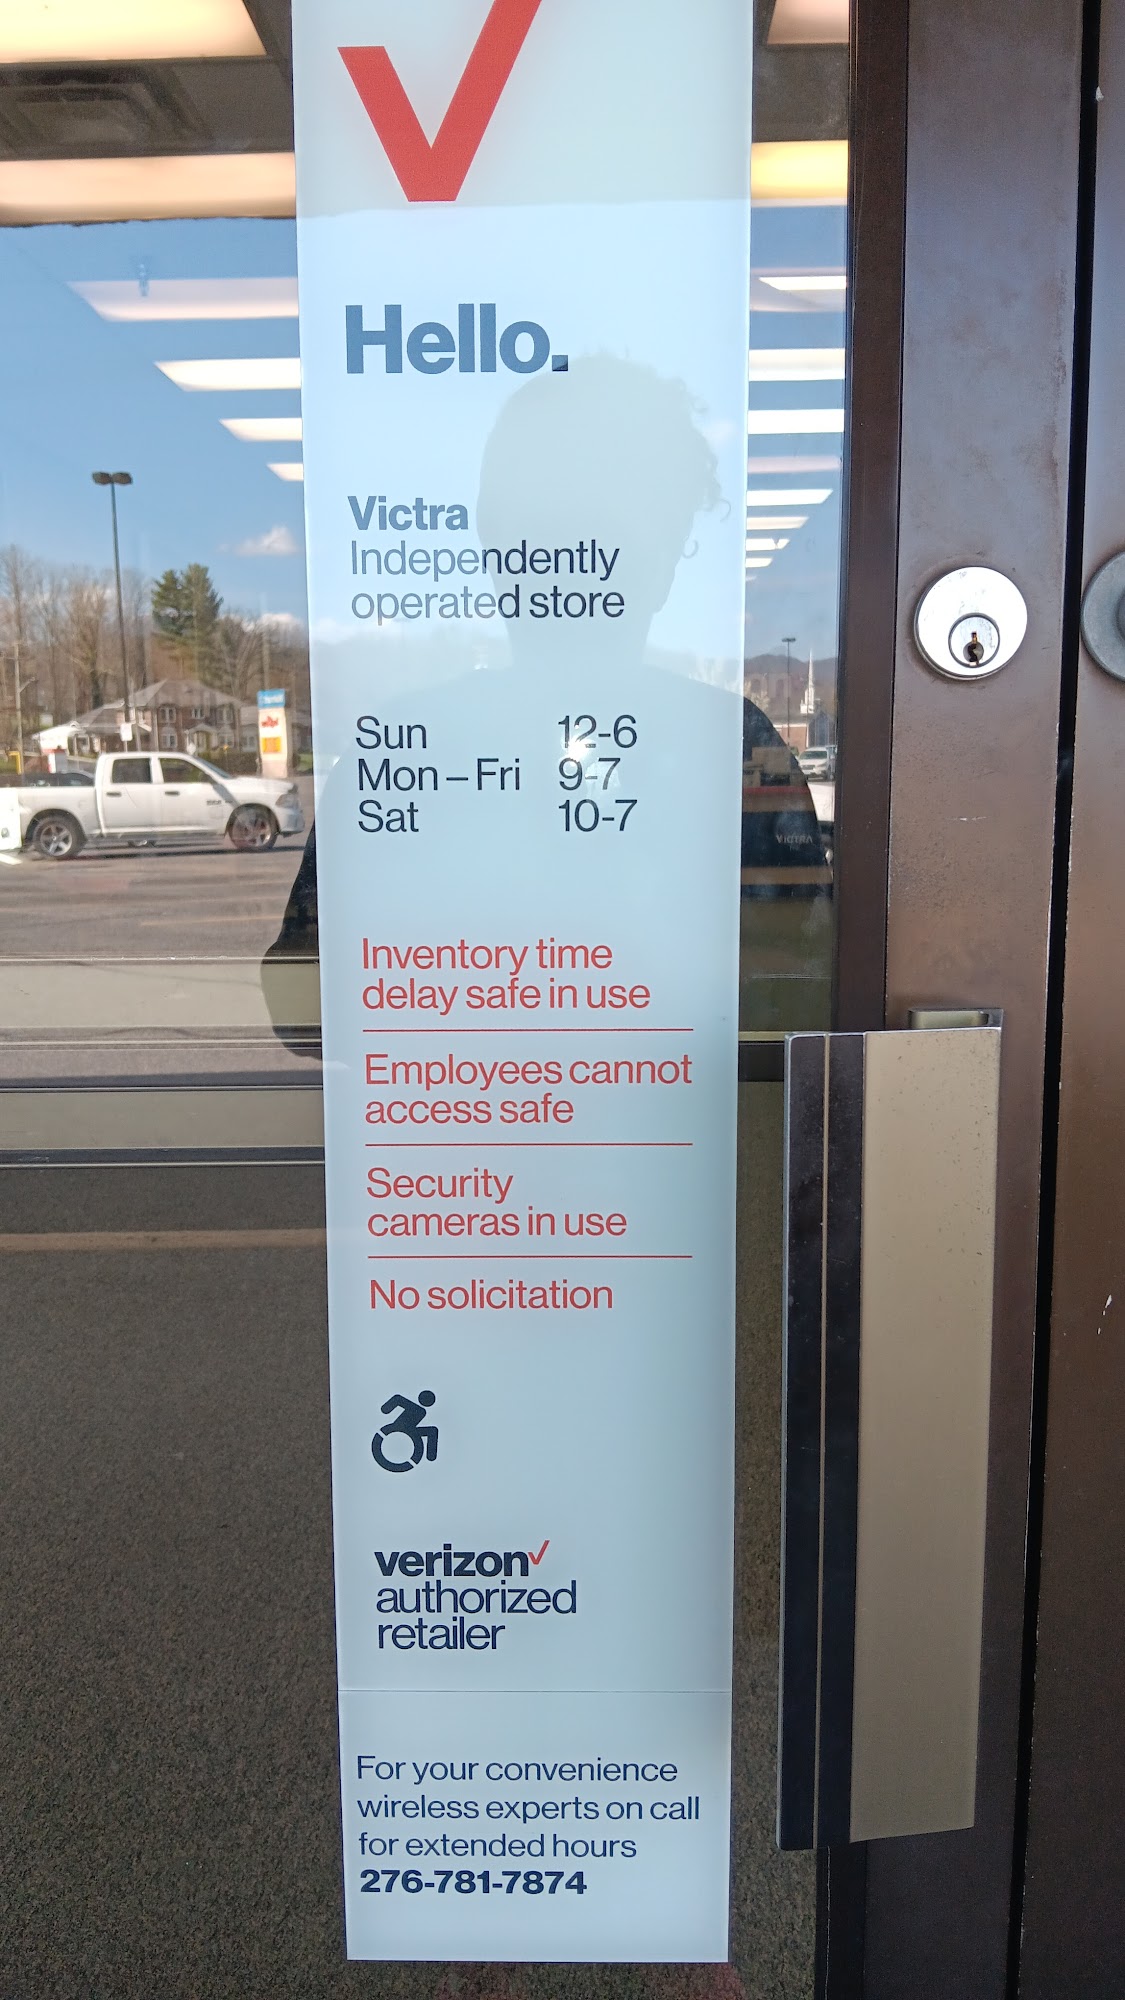 Hello.
Victra
Independently
operated store
Sun 12-6
Mon – Fri 9-7
Sat 10-7
Inventory time
delay safe in use
Employees cannot
access safe
Security
cameras in use
No solicitation
verizon
authorized
retailer
For your convenience
wireless experts on call
for extended hours
276-781-7874
VICTRA